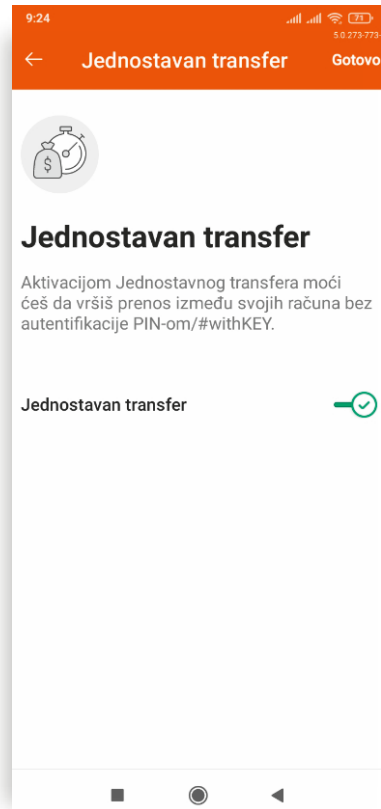 9:24
71
5.0.273-773-
Jednostavan transfer
Gotovo
$
Jednostavan transfer
Aktivacijom Jednostavnog transfera moći
ćeš da vršiš prenos između svojih računa bez
autentifikacije PIN-om/#withKEY.
Jednostavan transfer